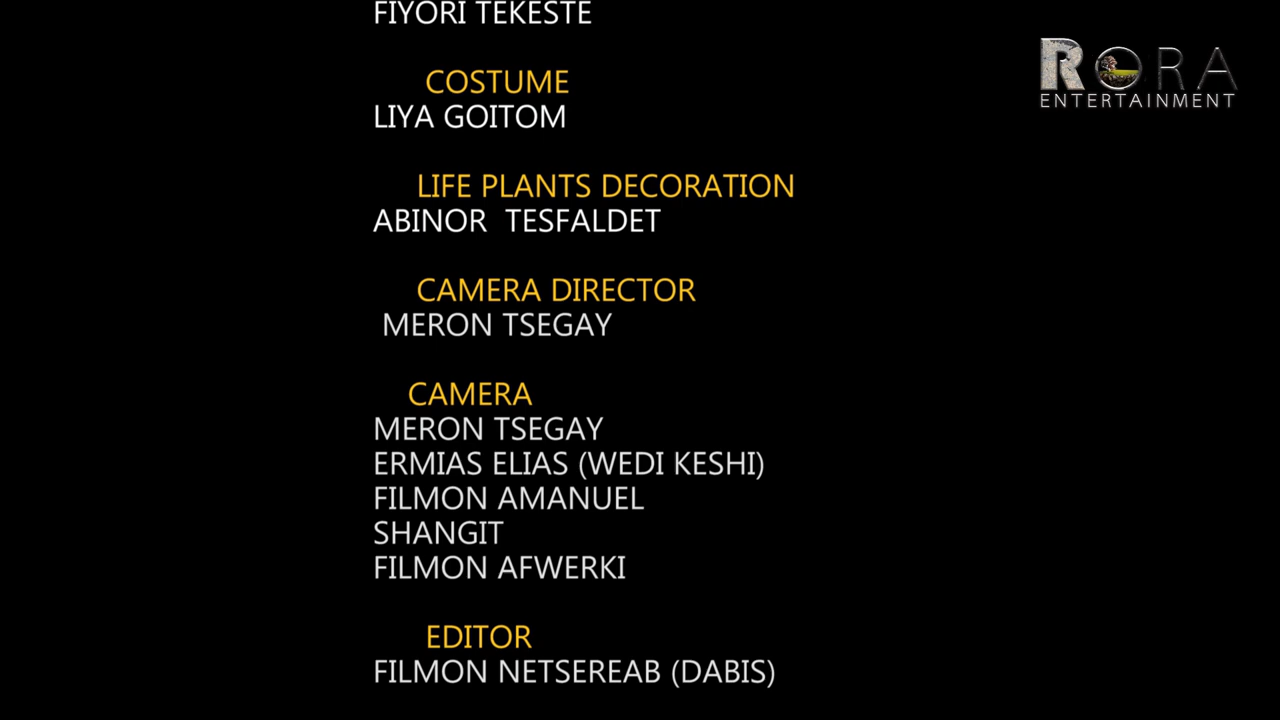 FIYORI TEKESTE
COSTUME
LIYA GOITOM
LIFE PLANTS DECORATION
ABINOR TESFALDET
CAMERA DIRECTOR
MERON TSEGAY
CAMERA
MERON TSEGAY
ERMIAS ELIAS (WEDI KESHI)
FILMON AMANUEL
SHANGIT
FILMON AFWERKI
EDITOR
FILMON NETSEREAB (DABIS)
RORA
ENTERTAINMENT